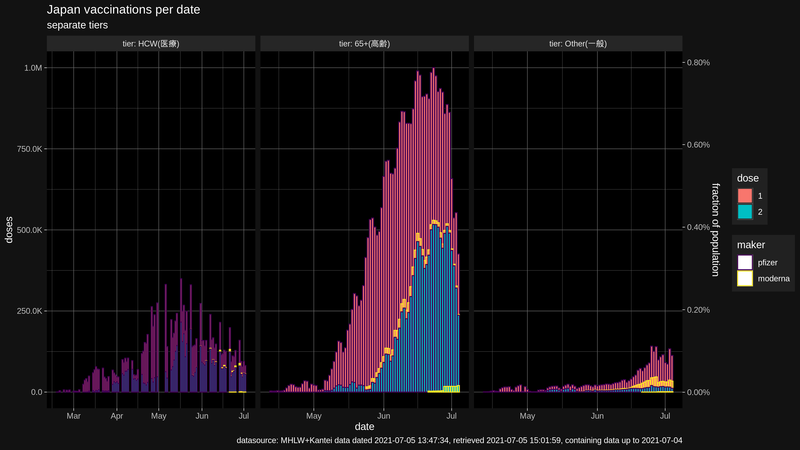 Japan vaccinations per date
separate tiers
tier: HCW(医療)
tier: 65+(高齢)
tier: Other(一般)
1.0M
750.0K
500.0K
250.0K
0.0
doses
0.80%
0.60%
0.40%
0.20%
0.00%
fraction of population
Mar Apr May Jun Jul
May Jun Jul
May Jun Jul
date
dose
1
2
maker
pfizer
moderna
datasource: MHLW+Kantei data dated 2021-07-05 13:47:34, retrieved 2021-07-05 15:01:59, containing data up to 2021-07-04